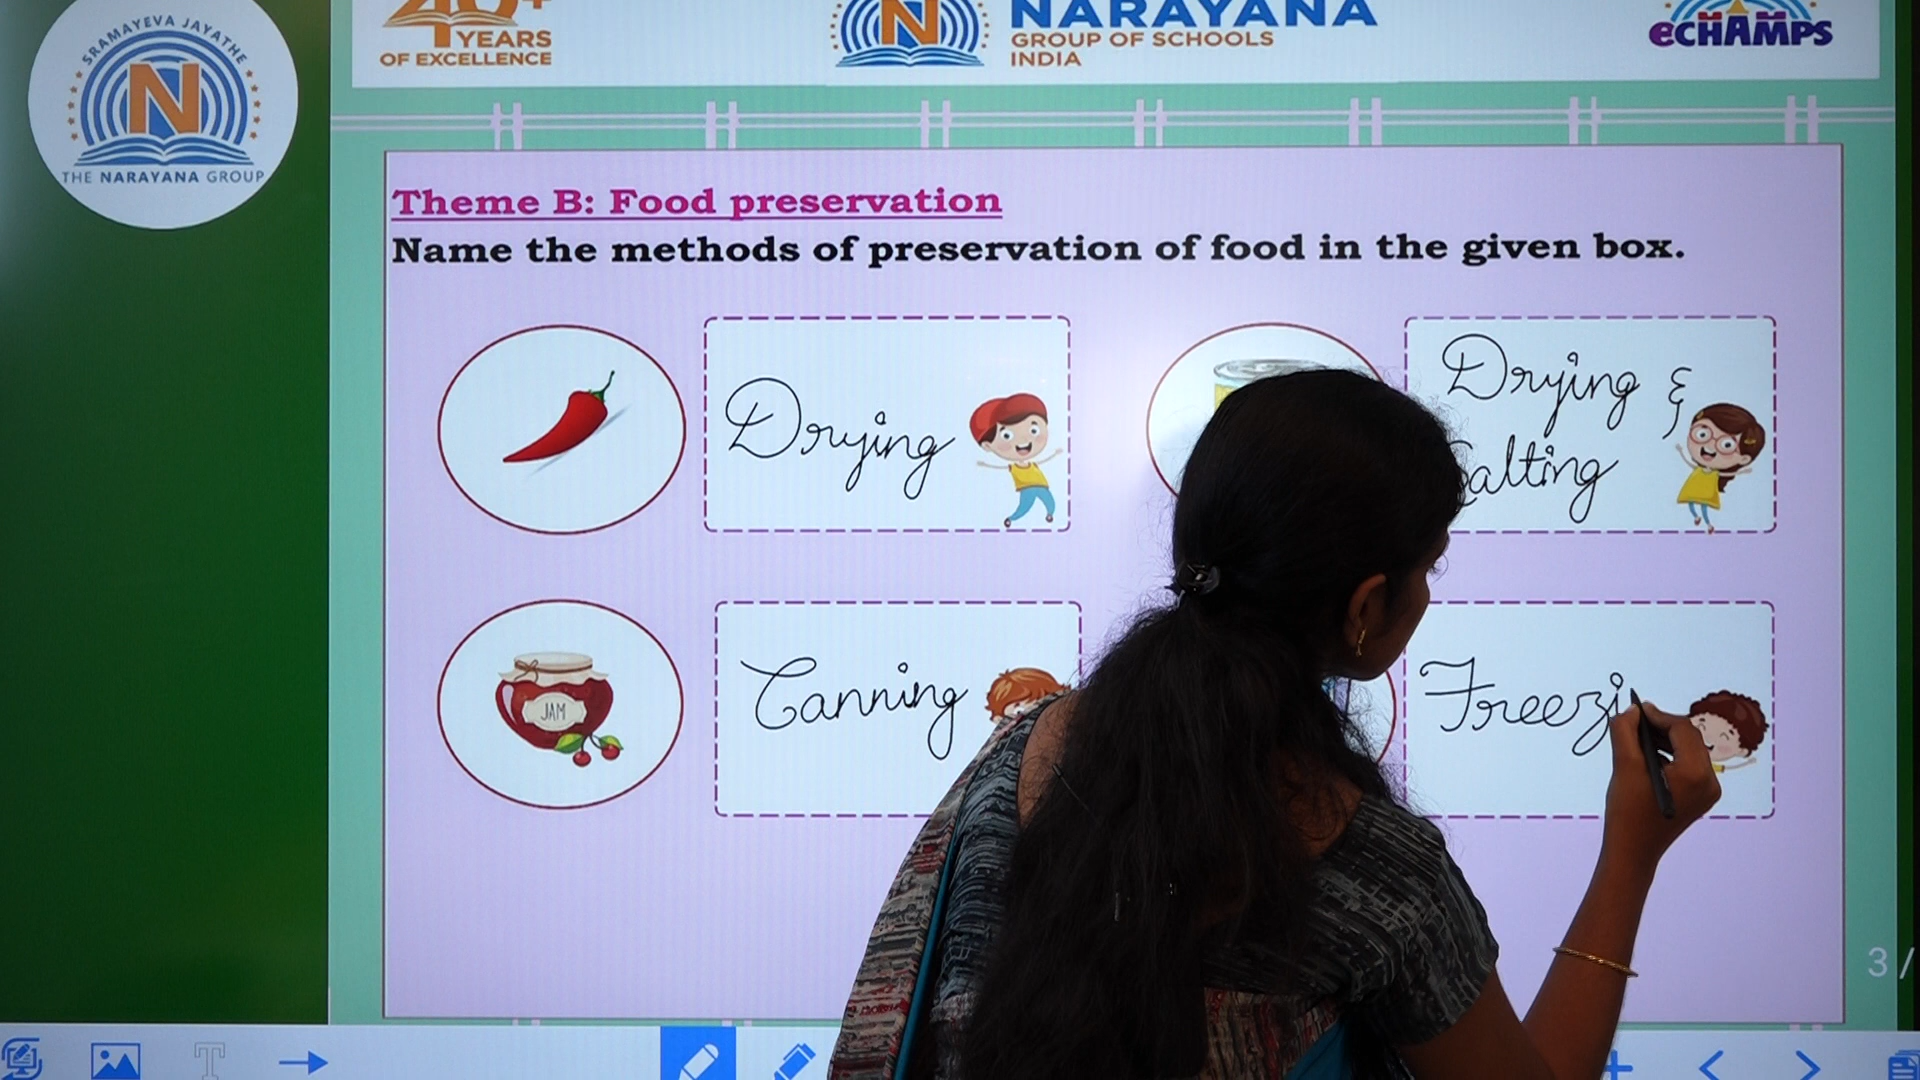 SRAMAYEVA JAYATHE
N
THE NARAYANA GROUP
40+
YEARS
OF EXCELLENCE
N
NARAYANA
GROUP OF SCHOOLS
INDIA
eCHAMPS
Theme B: Food preservation
Name the methods of preservation of food in the given box.
Drying
Drying &
Salting
JAM
Canning
Freezi
3 /
T